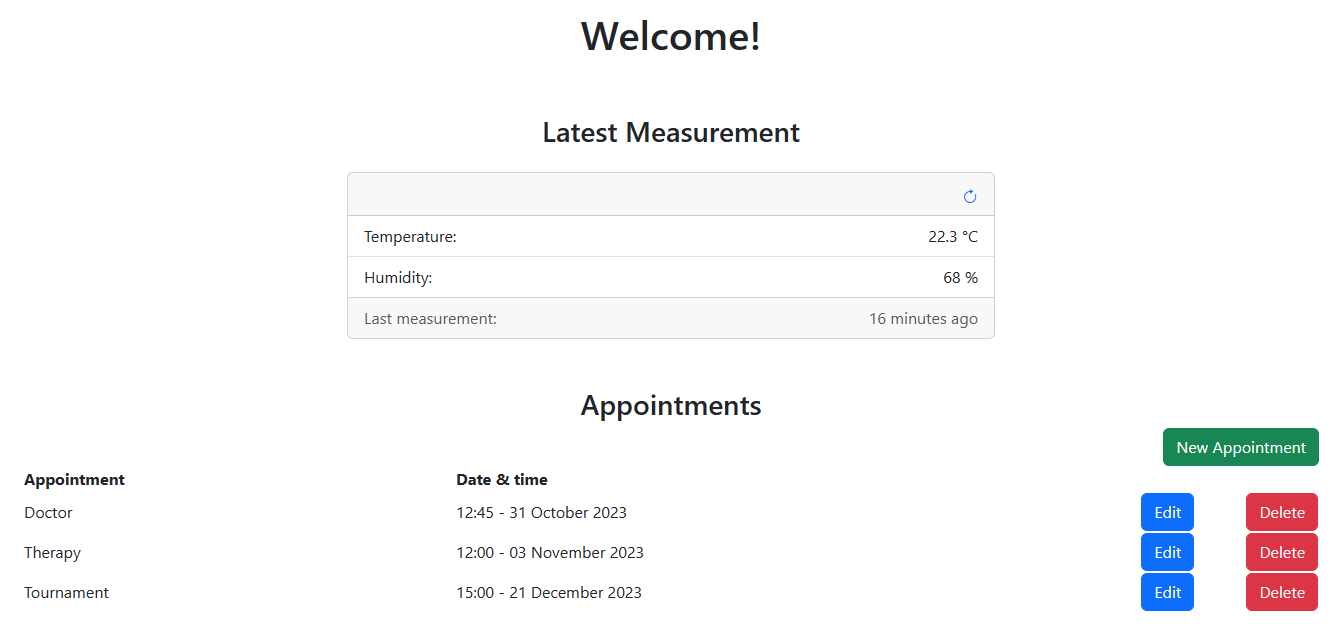 Welcome!
Latest Measurement
Temperature: 22.3 °C
Humidity: 68 %
Last measurement: 16 minutes ago
Appointments
New Appointment
Appointment Date & time
Doctor 12:45 - 31 October 2023 Edit Delete
Therapy 12:00 - 03 November 2023 Edit Delete
Tournament 15:00 - 21 December 2023 Edit Delete